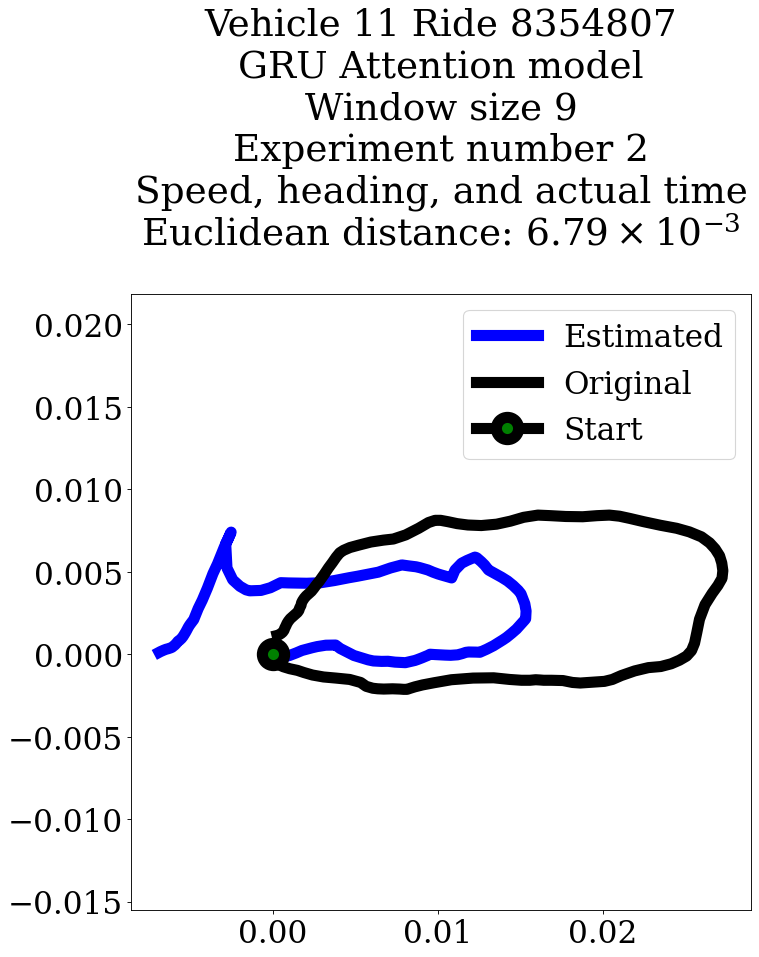 Vehicle 11 Ride 8354807
GRU Attention model
Window size 9
Experiment number 2
Speed, heading, and actual time
Euclidean distance: 6.79 × 10⁻³
Estimated
Original
Start
0.020
0.015
0.010
0.005
0.000
−0.005
−0.010
−0.015
0.00 0.01 0.02